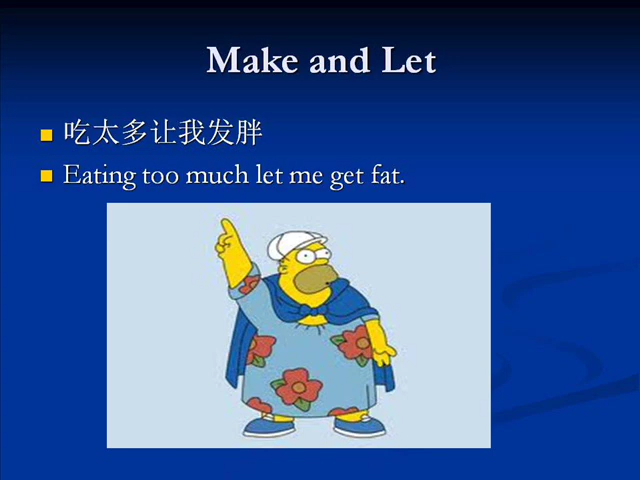 Make and Let
吃太多让我发胖
Eating too much let me get fat.